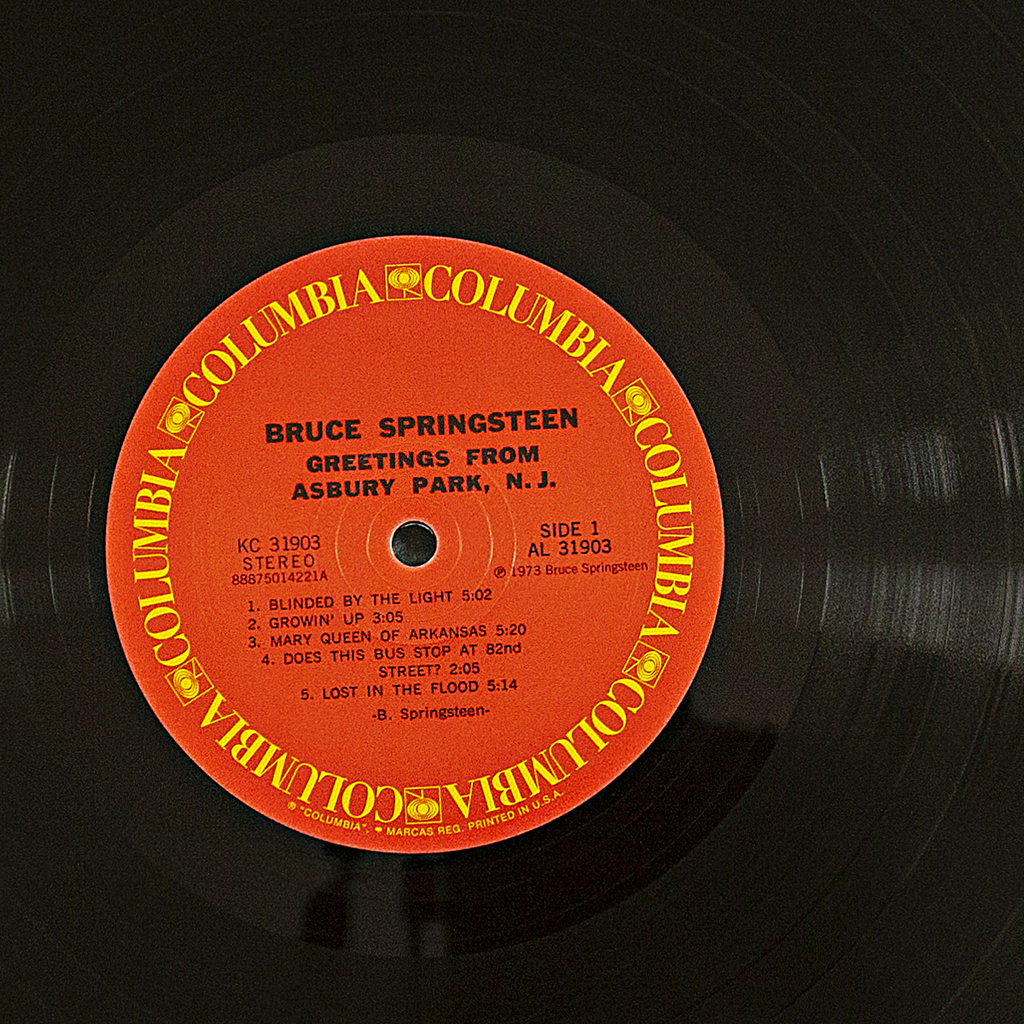 COLUMBIA COLUMBIA COLUMBIA COLUMBIA COLUMBIA COLUMBIA
BRUCE SPRINGSTEEN
GREETINGS FROM
ASBURY PARK, N.J.
KC 31903
STEREO
88875014221A
SIDE 1
AL 31903
℗ 1973 Bruce Springsteen
1. BLINDED BY THE LIGHT 5:02
2. GROWIN' UP 3:05
3. MARY QUEEN OF ARKANSAS 5:20
4. DOES THIS BUS STOP AT 82nd
STREET? 2:05
5. LOST IN THE FLOOD 5:14
-B. Springsteen-
® "COLUMBIA", MARCAS REG. PRINTED IN U.S.A.